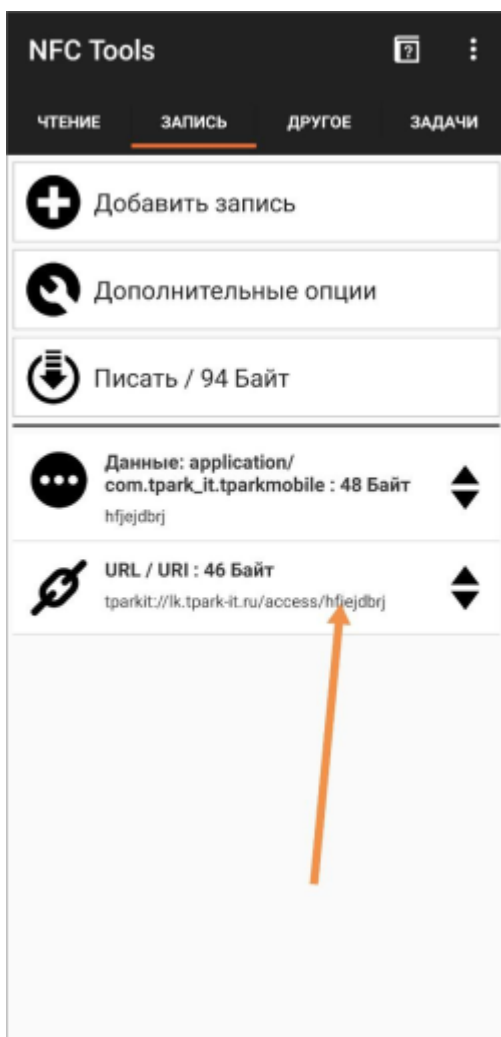 NFC Tools
ЧТЕНИЕ ЗАПИСЬ ДРУГОЕ ЗАДАЧИ
Добавить запись
Дополнительные опции
Писать / 94 Байт
Данные: application/
com.tpark_it.tparkmobile : 48 Байт
hfjejdbrj
URL / URI : 46 Байт
tparkit://lk.tpark-it.ru/access/hfjejdbrj